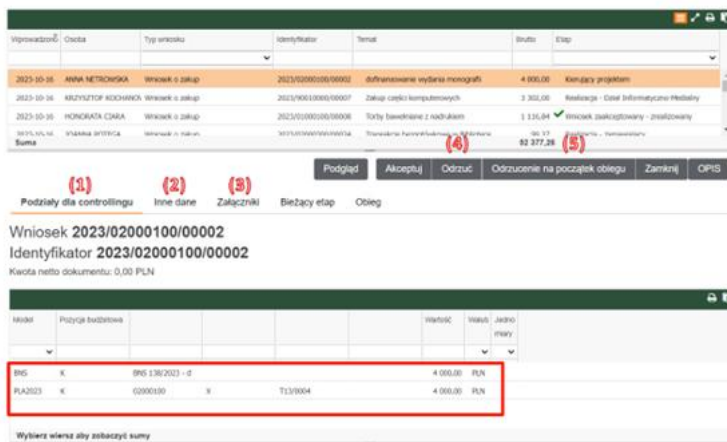 Wprowadzono Osoba Typ wniosku Identyfikator Temat Brutto Etap
2023-10-16 ANNA NETROWSKA Wniosek o zakup 2023/02000100/00002 dofinansowanie wydania monografi 4 000,00 Kierujący projektem
2023-10-16 KRZYSZTOF Wniosek o zakup 2023/90010000/00007 Zakup części komputerowych 3 302,00 Realizacja - Dział Informatyczno Medialny
2023-10-16 HONORATA CIARA Wniosek o zakup 2023/01000100/00008 Torby bawełniane z nadrukiem 1 116,84 Wniosek zaakceptowany - zrealizowany
Suma 92 377,26
(4) (5)
Podgląd Akceptuj Odrzuć Odrzucenie na początek obiegu Zamknij OPIS
(1) (2) (3)
Podziały dla controllingu Inne dane Załączniki Bieżący etap Obieg
Wniosek 2023/02000100/00002
Identyfikator 2023/02000100/00002
Kwota netto dokumentu: 0,00 PLN
Model Pozycja budżetowa Wartość Waluta Jedno
miary
BNS K BNS 138/2023 - d 4 000,00 PLN
PLA2023 K 02000100 X T13/0004 4 000,00 PLN
Wybierz wiersz aby zobaczyć sumy